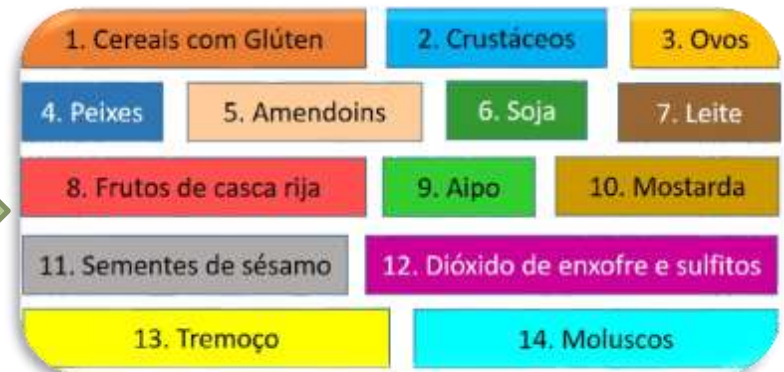 1. Cereais com Glúten 2. Crustáceos 3. Ovos
4. Peixes 5. Amendoins 6. Soja 7. Leite
8. Frutos de casca rija 9. Aipo 10. Mostarda
11. Sementes de sésamo 12. Dióxido de enxofre e sulfitos
13. Tremoço 14. Moluscos